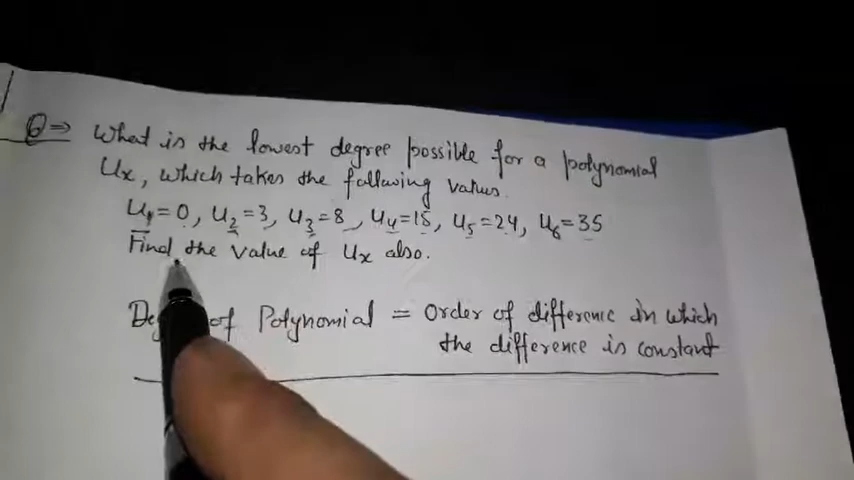 Q⇒ What is the lowest degree possible for a polynomial
Ux, which takes the following values.
U1=0, U2=3, U3=8, U4=15, U5=24, U6=35
Find the value of Ux also.
of Polynomial = Order of difference in which
the difference is constant